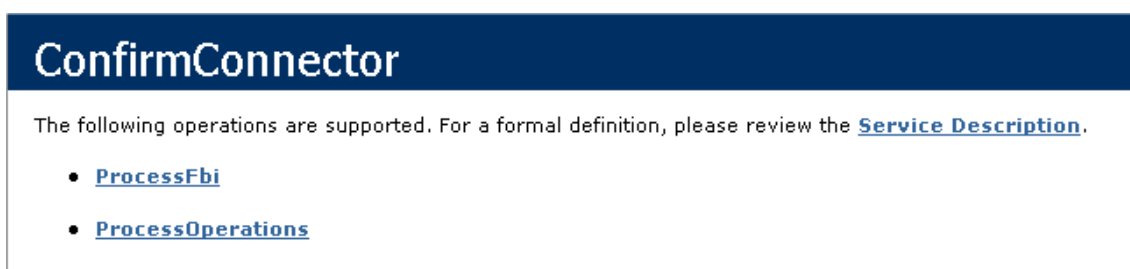 ConfirmConnector
The following operations are supported. For a formal definition, please review the Service Description.
ProcessFbi
ProcessOperations